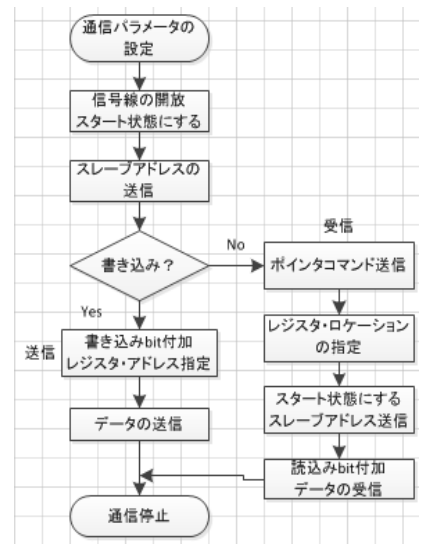 通信パラメータの
設定
信号線の開放
スタート状態にする
スレーブアドレスの
送信
書き込み？
No
受信
ポインタコマンド送信
レジスタ・ロケーション
の指定
スタート状態にする
スレーブアドレス送信
読込みbit付加
データの受信
Yes
送信
書き込みbit付加
レジスタ・アドレス指定
データの送信
通信停止